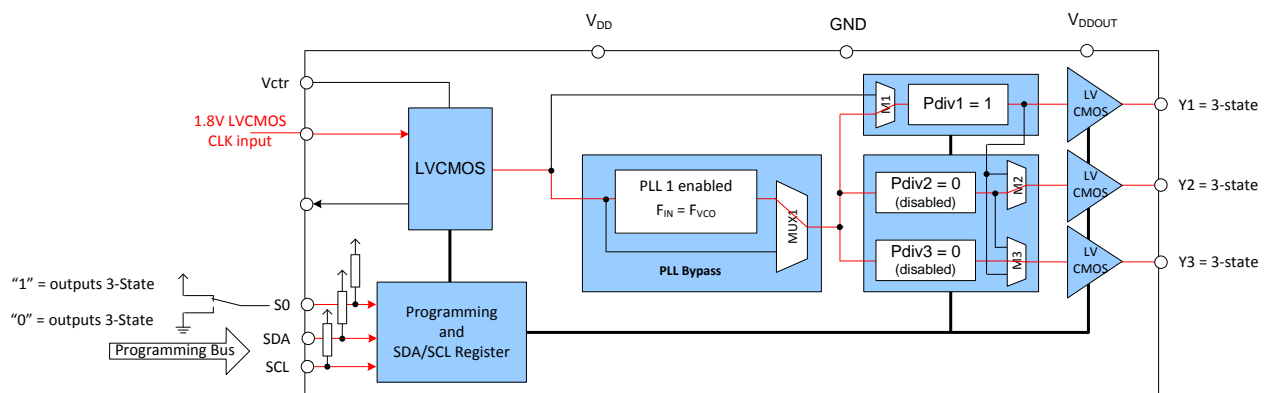 VDD
GND
VDDOUT
Vctr
1.8V LVCMOS
CLK input
LVCMOS
PLL 1 enabled
FIN = FVCO
MUX1
PLL Bypass
M1
Pdiv1 = 1
Pdiv2 = 0
(disabled)
M2
Pdiv3 = 0
(disabled)
M3
LV
CMOS
Y1 = 3-state
LV
CMOS
Y2 = 3-state
LV
CMOS
Y3 = 3-state
"1" = outputs 3-State
"0" = outputs 3-State
S0
SDA
SCL
Programming Bus
Programming
and
SDA/SCL Register